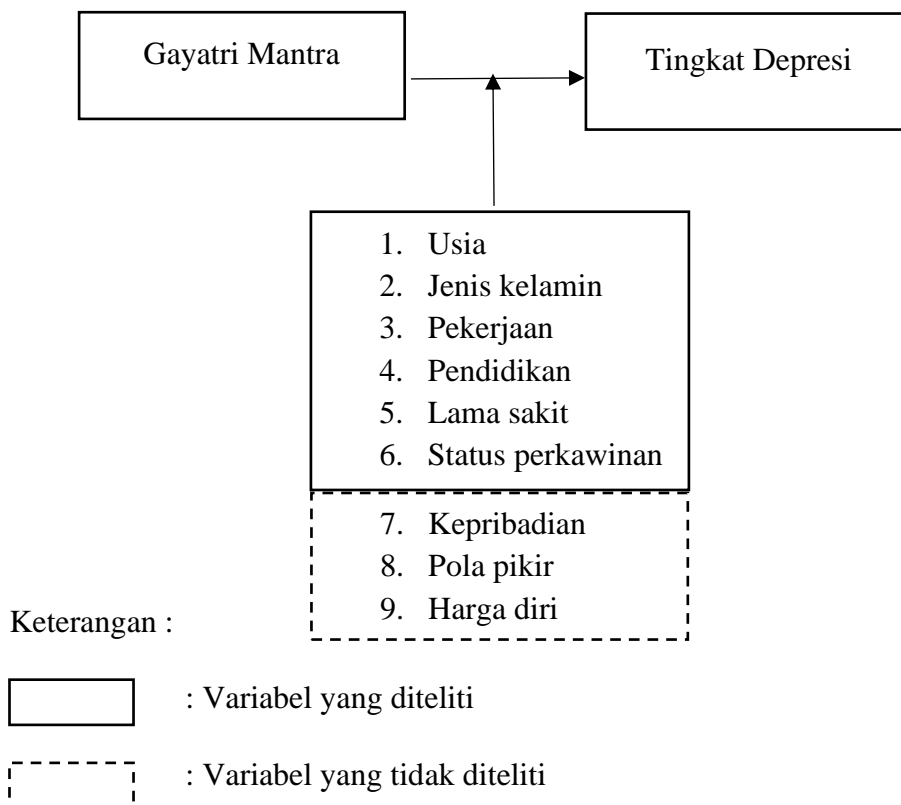 Gayatri Mantra
Tingkat Depresi
1. Usia
2. Jenis kelamin
3. Pekerjaan
4. Pendidikan
5. Lama sakit
6. Status perkawinan
7. Kepribadian
8. Pola pikir
9. Harga diri
Keterangan :
: Variabel yang diteliti
: Variabel yang tidak diteliti